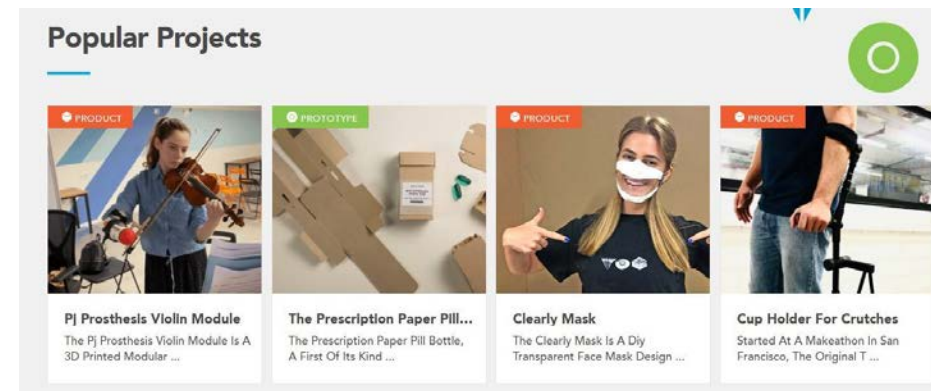 Popular Projects
PRODUCT
PROTOTYPE
PRODUCT
PRODUCT
Pj Prosthesis Violin Module
The Pj Prosthesis Violin Module Is A
3D Printed Modular ...
The Prescription Paper Pill...
The Prescription Paper Pill Bottle,
A First Of Its Kind ...
Clearly Mask
The Clearly Mask Is A Diy
Transparent Face Mask Design ...
Cup Holder For Crutches
Started At A Makeathon In San
Francisco, The Original T ...